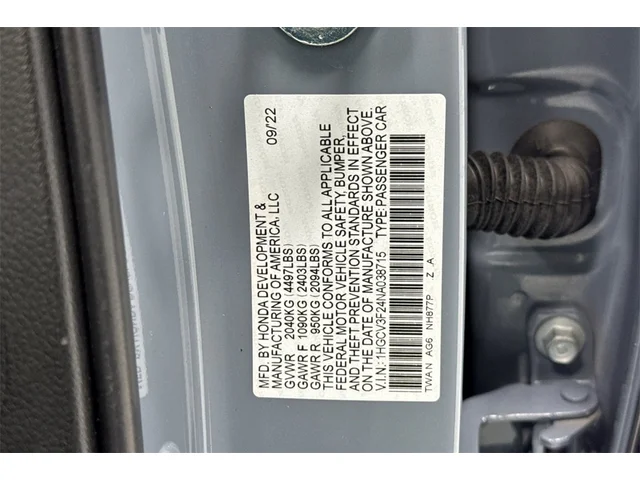 MFD. BY HONDA DEVELOPMENT &
MANUFACTURING OF AMERICA, LLC 09/'22
GVWR 2040KG (4497LBS)
GAWR F 1090KG (2403LBS)
GAWR R 950KG (2094LBS)
THIS VEHICLE CONFORMS TO ALL APPLICABLE
FEDERAL MOTOR VEHICLE SAFETY, BUMPER,
AND THEFT PREVENTION STANDARDS IN EFFECT
ON THE DATE OF MANUFACTURE SHOWN ABOVE.
V.I.N.:1HGCV3F24NA038715 TYPE:PASSENGER CAR
TWAN AG6 NH877P Z_A